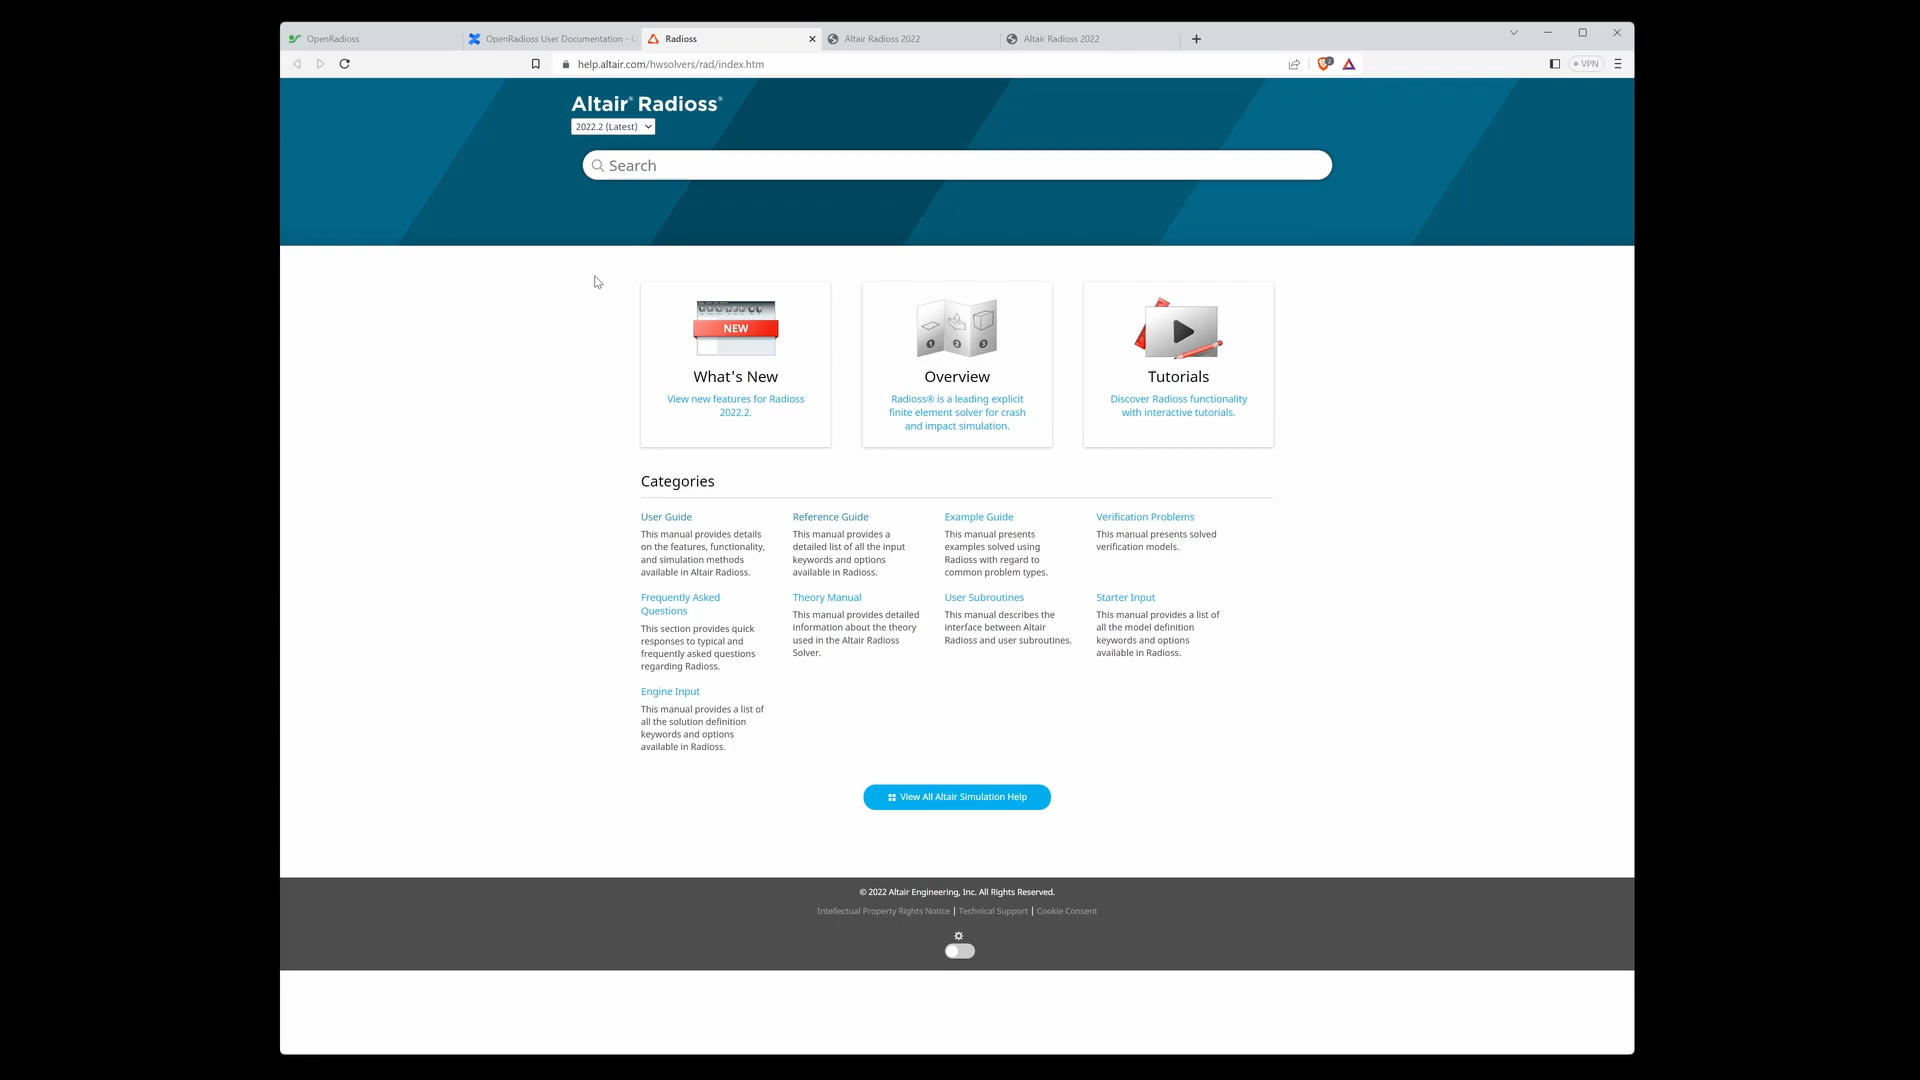 OpenRadioss
OpenRadioss User Documentation -
Radioss
Altair Radioss 2022
Altair Radioss 2022
help.altair.com/hwsolvers/rad/index.htm
2
VPN
Altair® Radioss®
2022.2 (Latest)
Search
NEW
What's New
View new features for Radioss
2022.2.
1 2 3
Overview
Radioss® is a leading explicit
finite element solver for crash
and impact simulation.
Tutorials
Discover Radioss functionality
with interactive tutorials.
Categories
User Guide
This manual provides details
on the features, functionality,
and simulation methods
available in Altair Radioss.
Reference Guide
This manual provides a
detailed list of all the input
keywords and options
available in Radioss.
Example Guide
This manual presents
examples solved using
Radioss with regard to
common problem types.
Verification Problems
This manual presents solved
verification models.
Frequently Asked
Questions
This section provides quick
responses to typical and
frequently asked questions
regarding Radioss.
Theory Manual
This manual provides detailed
information about the theory
used in the Altair Radioss
Solver.
User Subroutines
This manual describes the
interface between Altair
Radioss and user subroutines.
Starter Input
This manual provides a list of
all the model definition
keywords and options
available in Radioss.
Engine Input
This manual provides a list of
all the solution definition
keywords and options
available in Radioss.
View All Altair Simulation Help
© 2022 Altair Engineering, Inc. All Rights Reserved.
Intellectual Property Rights Notice | Technical Support | Cookie Consent